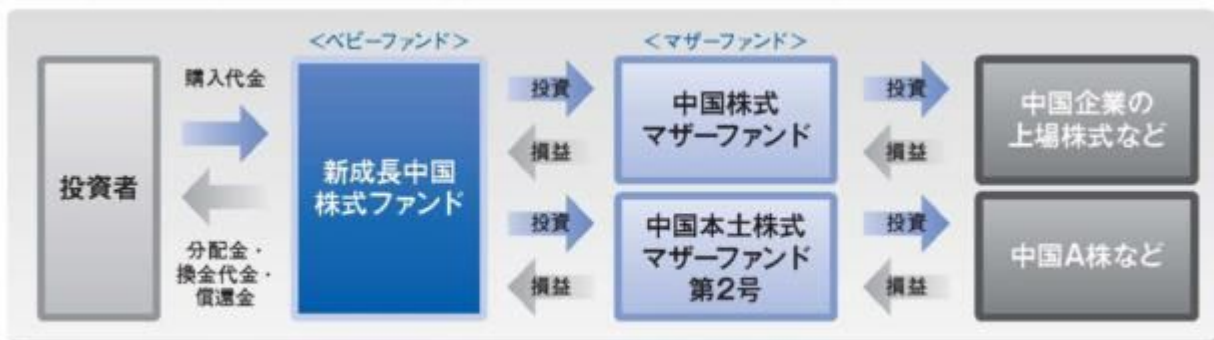 <ベビーファンド>
<マザーファンド>
投資者
購入代金
分配金・
換金代金・
償還金
新成長中国
株式ファンド
投資
損益
投資
損益
中国株式
マザーファンド
中国本土株式
マザーファンド
第2号
投資
損益
投資
損益
中国企業の
上場株式など
中国A株など